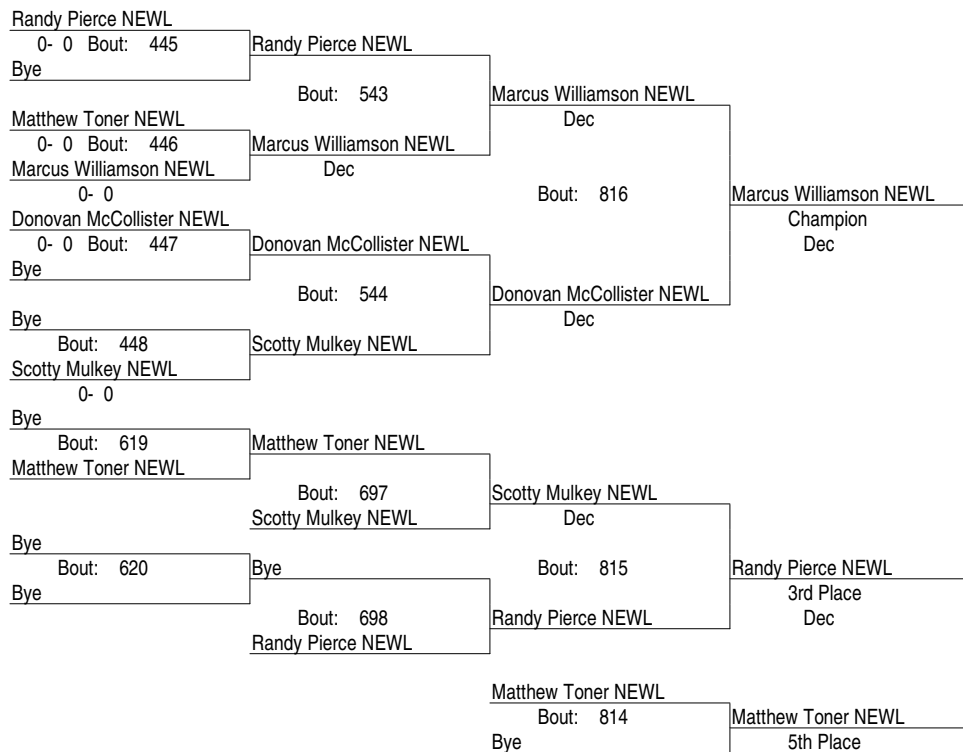 Randy Pierce NEWL
0- 0 Bout: 445
Randy Pierce NEWL
Bye
Bout: 543
Marcus Williamson NEWL
Matthew Toner NEWL
Dec
0- 0 Bout: 446
Marcus Williamson NEWL
Marcus Williamson NEWL
Dec
0- 0
Bout: 816
Marcus Williamson NEWL
Donovan McCollister NEWL
Champion
0- 0 Bout: 447
Donovan McCollister NEWL
Dec
Bye
Bout: 544
Donovan McCollister NEWL
Bye
Dec
Bout: 448
Scotty Mulkey NEWL
Scotty Mulkey NEWL
0- 0
Bye
Bout: 619
Matthew Toner NEWL
Matthew Toner NEWL
Bout: 697
Scotty Mulkey NEWL
Scotty Mulkey NEWL
Dec
Bye
Bout: 620
Bye
Bout: 815
Randy Pierce NEWL
Bye
3rd Place
Bout: 698
Randy Pierce NEWL
Dec
Randy Pierce NEWL
Matthew Toner NEWL
Bout: 814
Matthew Toner NEWL
Bye
5th Place